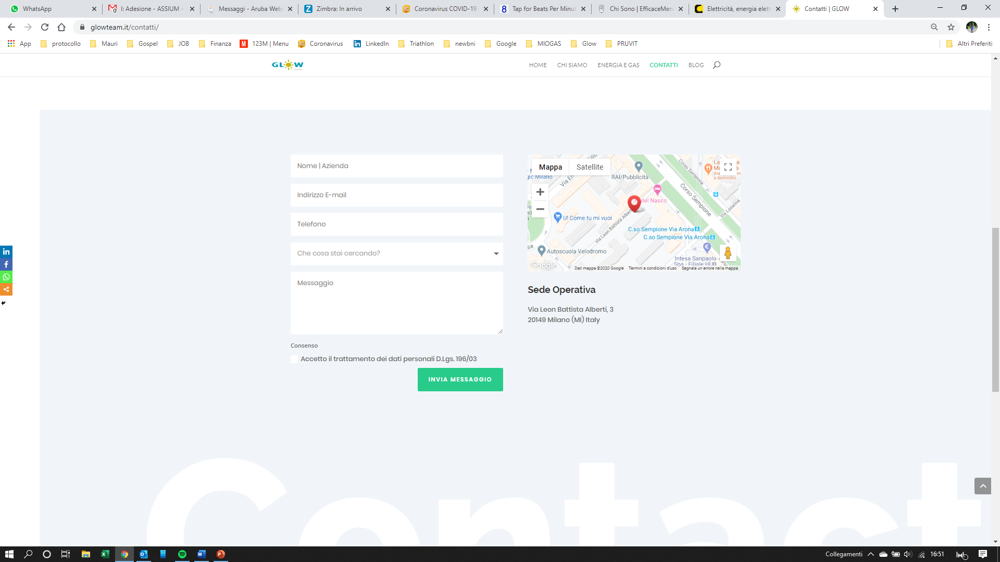 WhatsApp
I: Adesione - ASSIUM -
Messaggi - Aruba Web
Zimbra: In arrivo
Coronavirus COVID-19
Tap for Beats Per Minut
Chi Sono | EfficaceMen
Elettricità, energia elett
Contatti | GLOW
glowteam.it/contatti/
App
protocollo
Mauri
Gospel
JOB
Finanza
123M | Menu
Coronavirus
LinkedIn
Triathlon
newbni
Google
MIOGAS
Glow
PRUVIT
Altri Preferiti
GLOW
HOME
CHI SIAMO
ENERGIA E GAS
CONTATTI
BLOG
Nome | Azienda
Indirizzo E-mail
Telefono
Che cosa stai cercando?
Messaggio
Consenso
Accetto il trattamento dei dati personali D.Lgs. 196/03
INVIA MESSAGGIO
Mappa
Satellite
RAI/Pubblicità
Corso Sempione
a domicilio
Hotel Nasco
Corso Sempione
Via Losanna
U! Come tu mi vuoi
Via Leon Battista Alberti
C.so Sempione Via Arona
C.so Sempione Via Arona
Autoscuola Velodromo
Intesa Sanpaolo
Spa - Filiale HUB
Google
Dati mappa ©2020 Google
Termini e condizioni d'uso
Segnala un errore nella mappa
Sede Operativa
Via Leon Battista Alberti, 3
20149 Milano (MI) Italy
Contact
Collegamenti
16:51